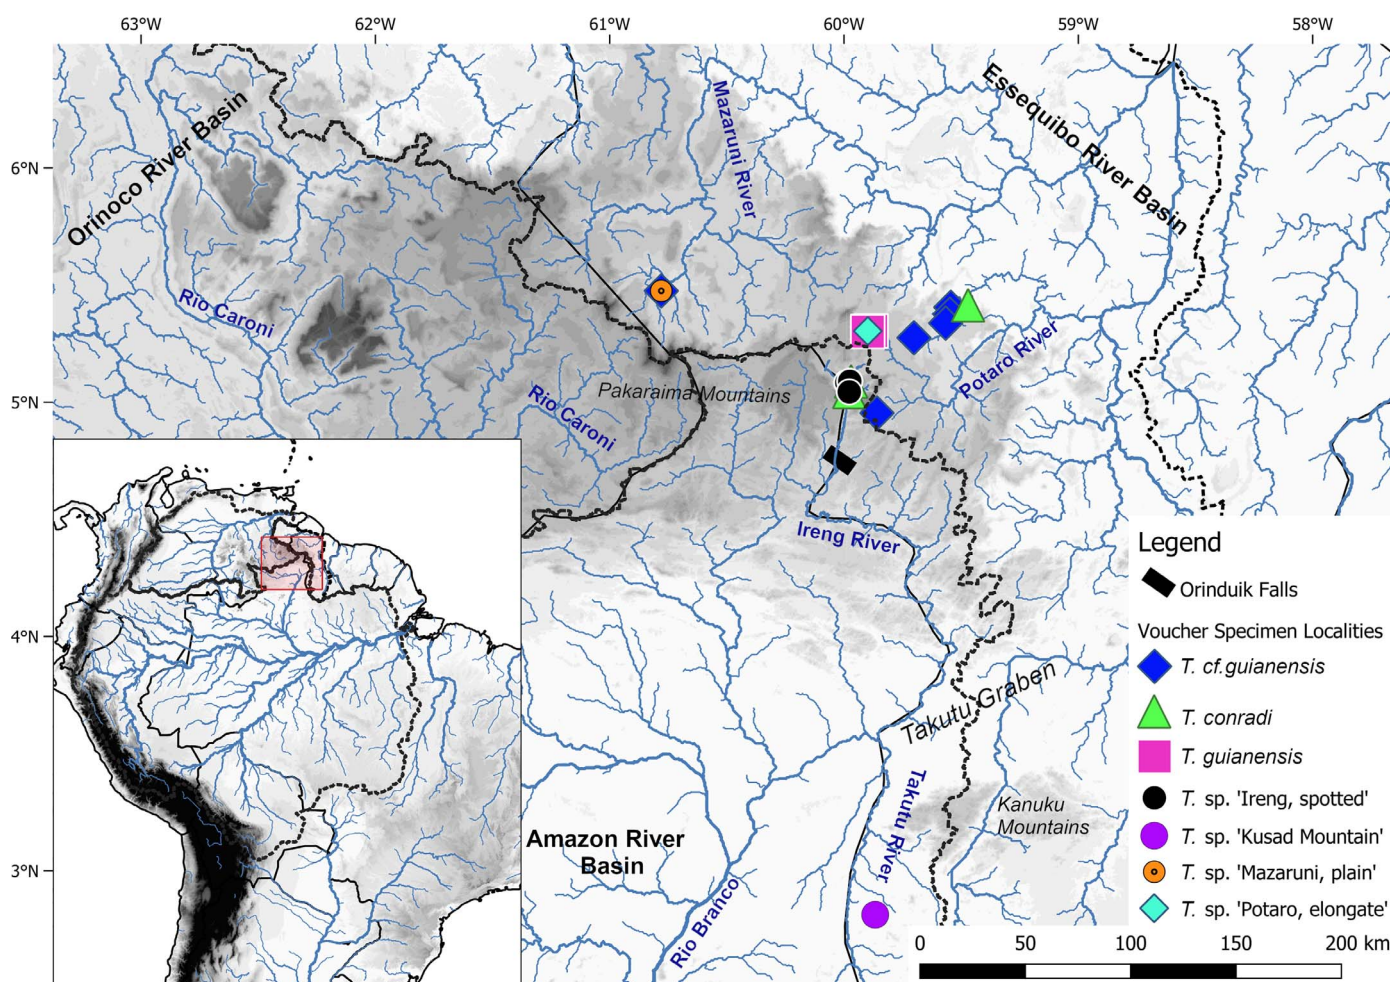 63°W
62°W
61°W
60°W
59°W
58°W
6°N
5°N
4°N
3°N
Orinoco River Basin
Essequibo River Basin
Mazaruni River
Rio Caroni
Potaro River
Pakaraima Mountains
Rio Caroni
Ireng River
Takutu Graben
Takutu River
Kanuku
Mountains
Amazon River
Basin
Rio Branco
Legend
Orinduik Falls
Voucher Specimen Localities
T. cf.guianensis
T. conradi
T. guianensis
T. sp. 'Ireng, spotted'
T. sp. 'Kusad Mountain'
T. sp. 'Mazaruni, plain'
T. sp. 'Potaro, elongate'
0 50 100 150 200 km